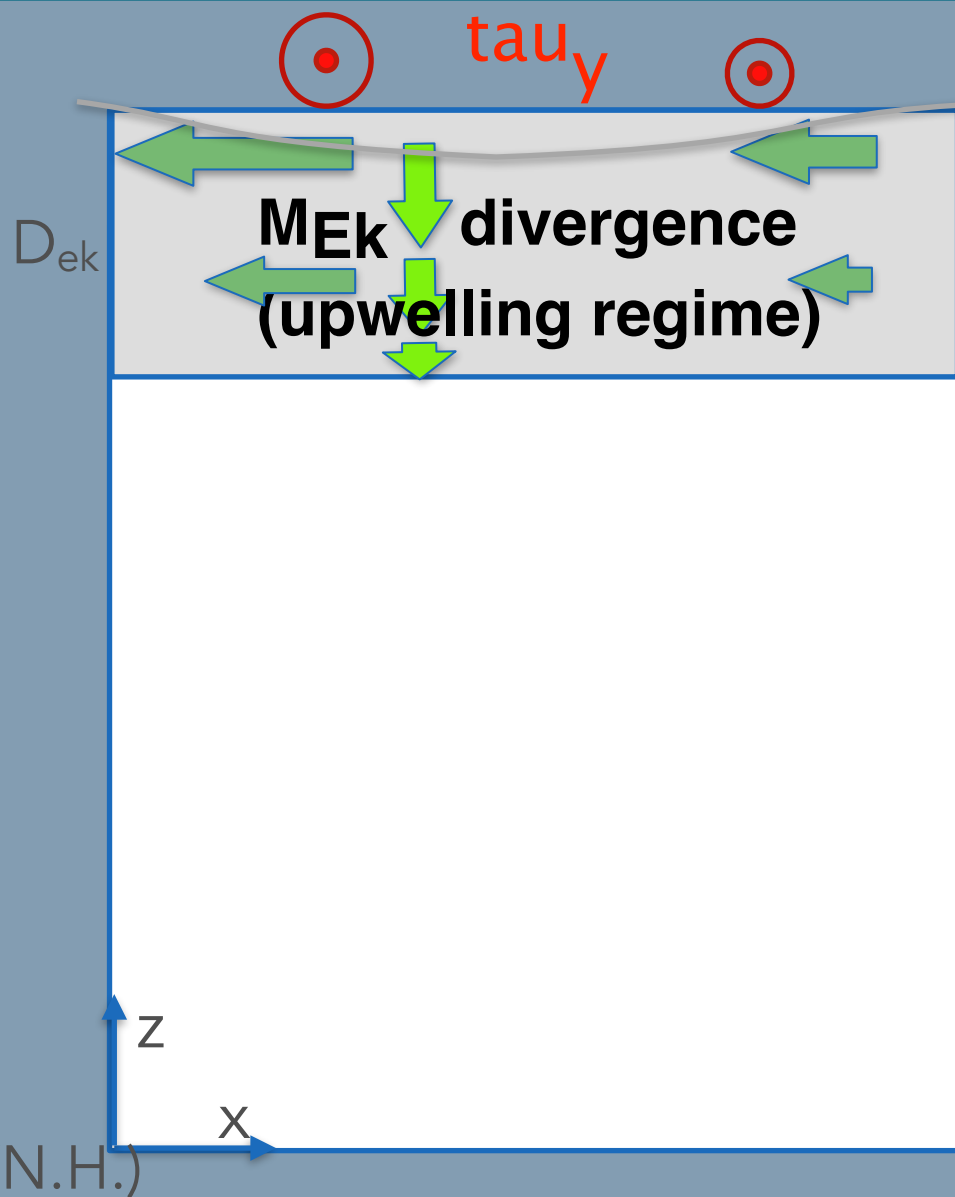 tau_y
D_ek
M_Ek divergence
(upwelling regime)
z
x
N.H.)